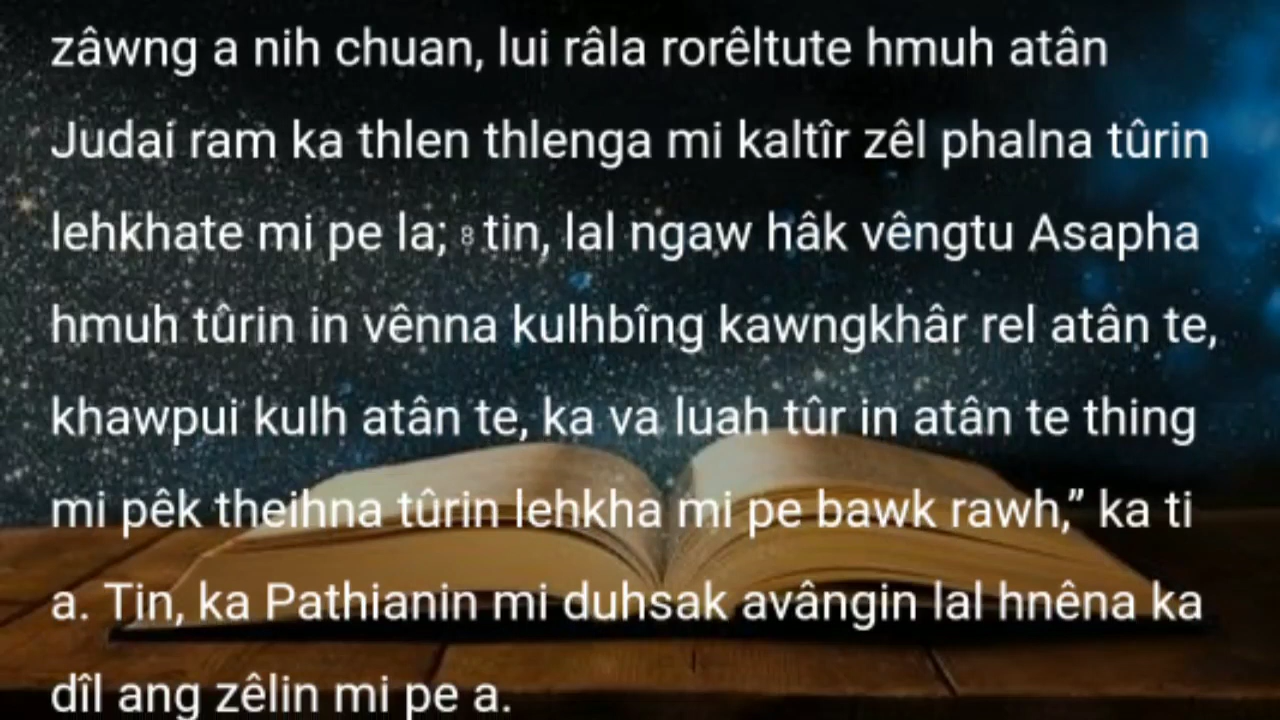 zâwng a nih chuan, lui râla rorêltute hmuh atân
Judai ram ka thlen thlenga mi kaltîr zêl phalna tûrin
lehkhate mi pe la; 8 tin, lal ngaw hâk vêngtu Asapha
hmuh tûrin in vênna kulhbîng kawngkhâr rel atân te,
khawpui kulh atân te, ka va luah tûr in atân te thing
mi pêk theihna tûrin lehkha mi pe bawk rawh,” ka ti
a. Tin, ka Pathianin mi duhsak avângin lal hnêna ka
dîl ang zêlin mi pe a.